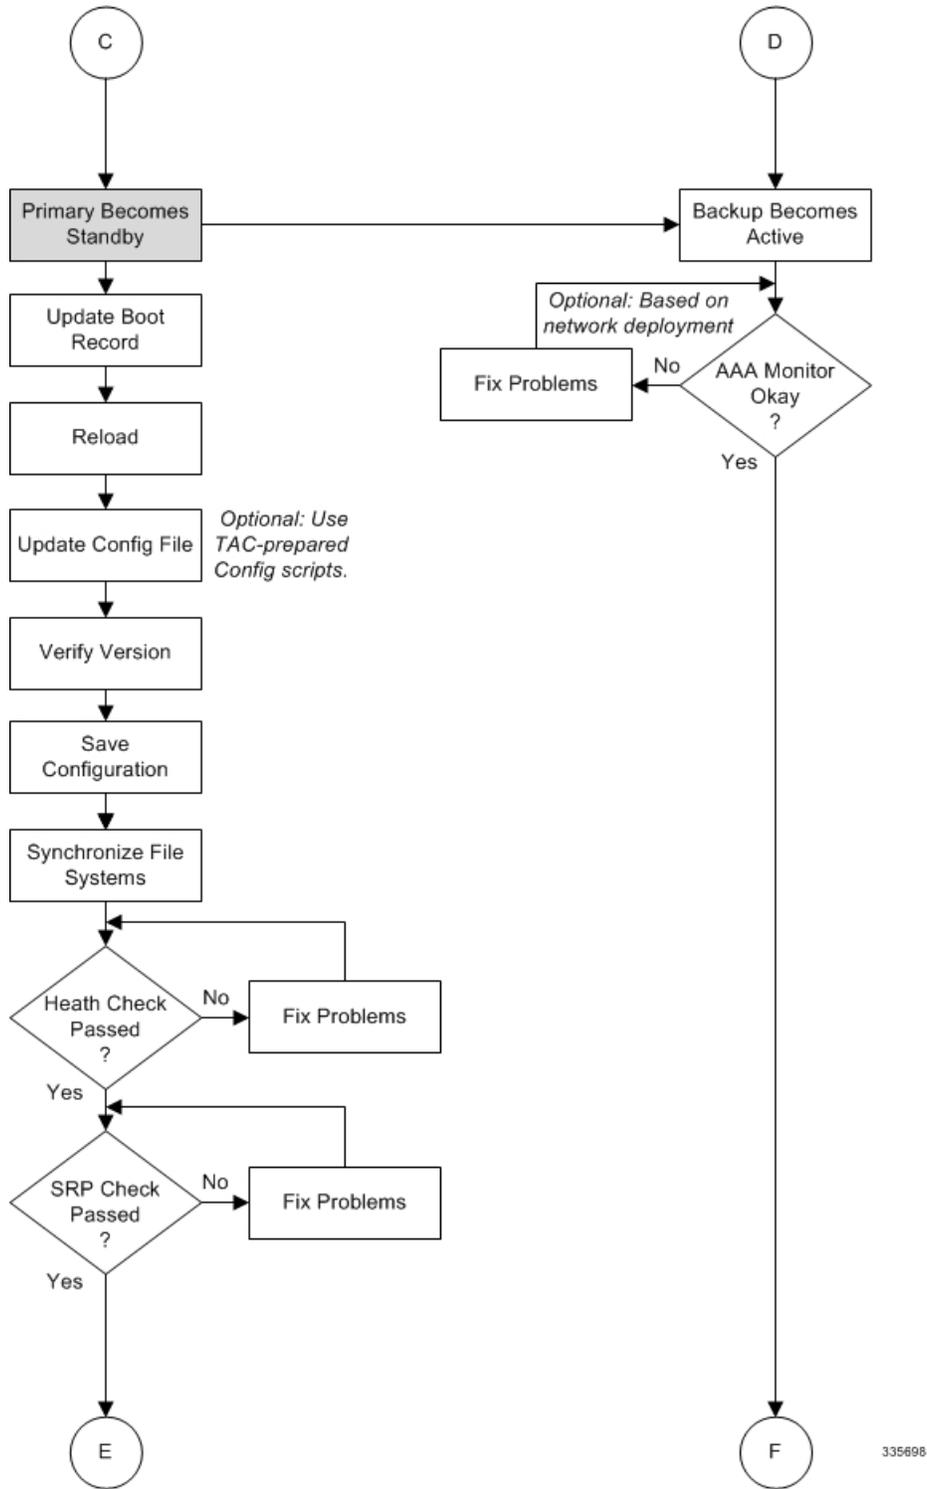 C
D
Primary Becomes
Standby
Backup Becomes
Active
Update Boot
Record
Optional: Based on
network deployment
Fix Problems
No
AAA Monitor
Okay
?
Yes
Reload
Update Config File
Optional: Use
TAC-prepared
Config scripts.
Verify Version
Save
Configuration
Synchronize File
Systems
Heath Check
Passed
?
No
Fix Problems
Yes
SRP Check
Passed
?
No
Fix Problems
Yes
E
F
335698